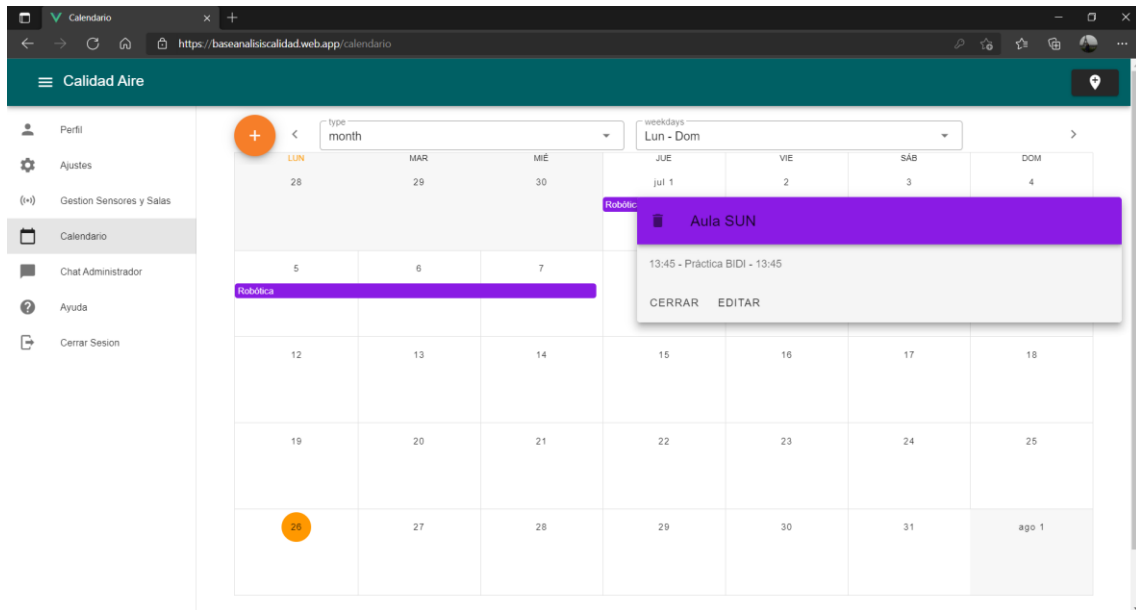 Calendario
https://baseanalisiscalidad.web.app/calendario
Calidad Aire
Perfil
Ajustes
Gestion Sensores y Salas
Calendario
Chat Administrador
Ayuda
Cerrar Sesion
type
month
weekdays
Lun - Dom
LUN MAR MIÉ JUE VIE SÁB DOM
28 29 30 jul 1 2 3 4
Robótic
Aula SUN
13:45 - Práctica BIDI - 13:45
CERRAR EDITAR
5 6 7
Robótica
12 13 14 15 16 17 18
19 20 21 22 23 24 25
26 27 28 29 30 31 ago 1